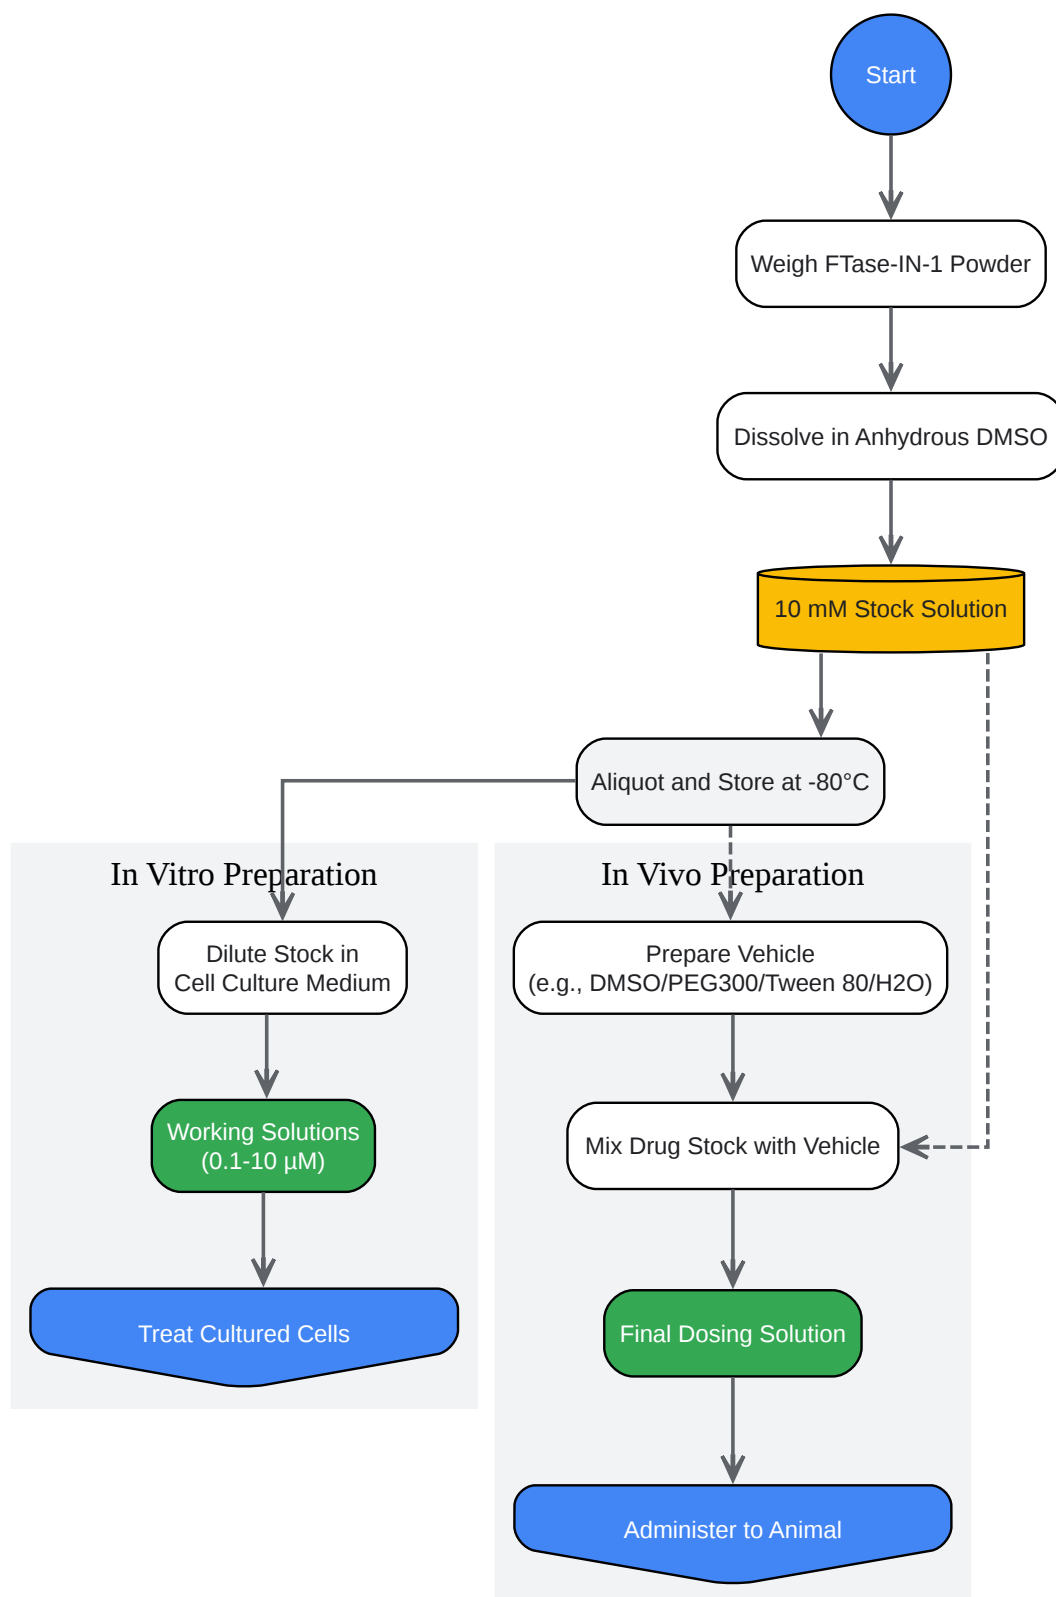 Start
Weigh FTase-IN-1 Powder
Dissolve in Anhydrous DMSO
10 mM Stock Solution
Aliquot and Store at -80°C
In Vitro Preparation
Dilute Stock in
Cell Culture Medium
Working Solutions
(0.1-10 µM)
Treat Cultured Cells
In Vivo Preparation
Prepare Vehicle
(e.g., DMSO/PEG300/Tween 80/H2O)
Mix Drug Stock with Vehicle
Final Dosing Solution
Administer to Animal